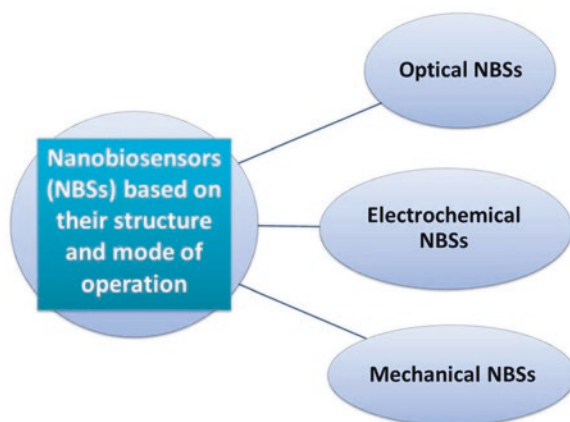 Nanobiosensors
(NBSs) based on
their structure
and mode of
operation
Optical NBSs
Electrochemical
NBSs
Mechanical NBSs